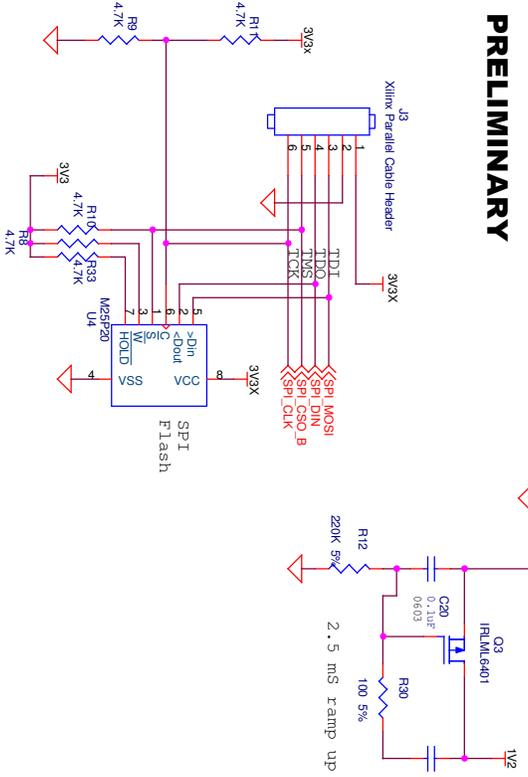 PRELIMINARY
J3
Xilinx Parallel Cable Header
1
2
3
4
5
6
3V3X
TDI
TDO
TMS
TCK
SPI_MOSI
SPI_DIN
SPI_CSO_B
SPI_CLK
3V3x
R11
4.7K
R9
4.7K
3V3
R10
4.7K
R8
4.7K
R33
4.7K
M25P20
U4
5
2
6
1
3
7
>Din
<Dout
C
S
W
HOLD
VCC
VSS
8
4
3V3X
SPI
Flash
Q3
IRLML6401
1V2
C20
0.1uF
0603
R12
220K 5%
R30
100 5%
2.5 mS ramp up